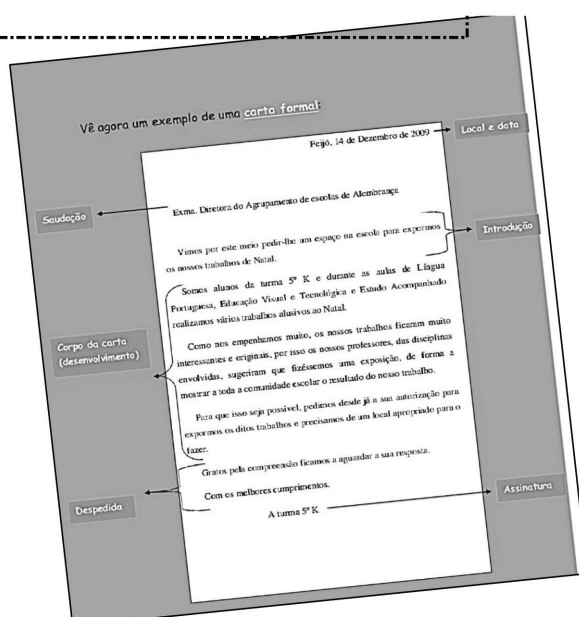 Vê agora um exemplo de uma carta formal:
Feijó, 14 de Dezembro de 2009
Local e data
Saudação
Exma. Diretora do Agrupamento de escolas de Alembrança
Vimos por este meio pedir-lhe um espaço na escola para expormos
os nossos trabalhos de Natal.
Introdução
Somos alunos da turma 5º K e durante as aulas de Língua
Portuguesa, Educação Visual e Tecnológica e Estudo Acompanhado
realizamos vários trabalhos alusivos ao Natal.
Corpo da carta
(desenvolvimento)
Como nos empenhamos muito, os nossos trabalhos ficaram muito
interessantes e originais, por isso os nossos professores, das disciplinas
envolvidas, sugeriram que fizéssemos uma exposição, de forma a
mostrar a toda a comunidade escolar o resultado do nosso trabalho.
Para que isso seja possível, pedimos desde já a sua autorização para
expormos os ditos trabalhos e precisamos de um local apropriado para o
fazer.
Despedida
Gratos pela compreensão ficamos a aguardar a sua resposta.
Com os melhores cumprimentos.
A turma 5º K
Assinatura